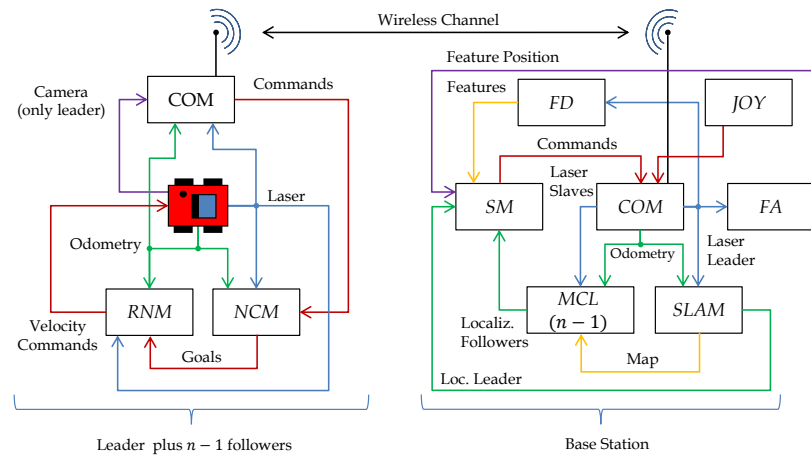 Wireless Channel
Camera
(only leader)
COM
Commands
Laser
Odometry
RNM
NCM
Velocity
Commands
Goals
Leader plus n − 1 followers
Feature Position
Features
FD
JOY
Commands
Laser
Slaves
SM
COM
FA
Odometry
Laser
Leader
MCL
(n − 1)
SLAM
Localiz.
Followers
Map
Loc. Leader
Base Station